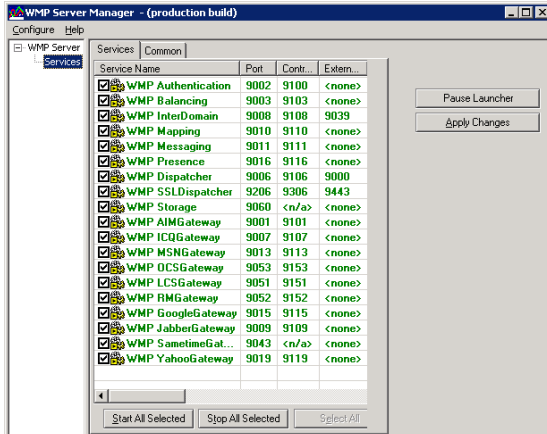 WMP Server Manager - (production build)
Configure Help
WMP Server
Services
Services Common
Service Name Port Contr... Extern...
WMP Authentication 9002 9100 <none>
WMP Balancing 9003 9103 <none>
WMP InterDomain 9008 9108 9039
WMP Mapping 9010 9110 <none>
WMP Messaging 9011 9111 <none>
WMP Presence 9016 9116 <none>
WMP Dispatcher 9006 9106 9000
WMP SSLDispatcher 9206 9306 9443
WMP Storage 9060 <n/a> <none>
WMP AIMGateway 9001 9101 <none>
WMP ICQGateway 9007 9107 <none>
WMP MSNGateway 9013 9113 <none>
WMP OCSGateway 9053 9153 <none>
WMP LCSGateway 9051 9151 <none>
WMP RMGateway 9052 9152 <none>
WMP GoogleGateway 9015 9115 <none>
WMP JabberGateway 9009 9109 <none>
WMP SametimeGat... 9043 <n/a> <none>
WMP YahooGateway 9019 9119 <none>
Start All Selected Stop All Selected Select All
Pause Launcher
Apply Changes